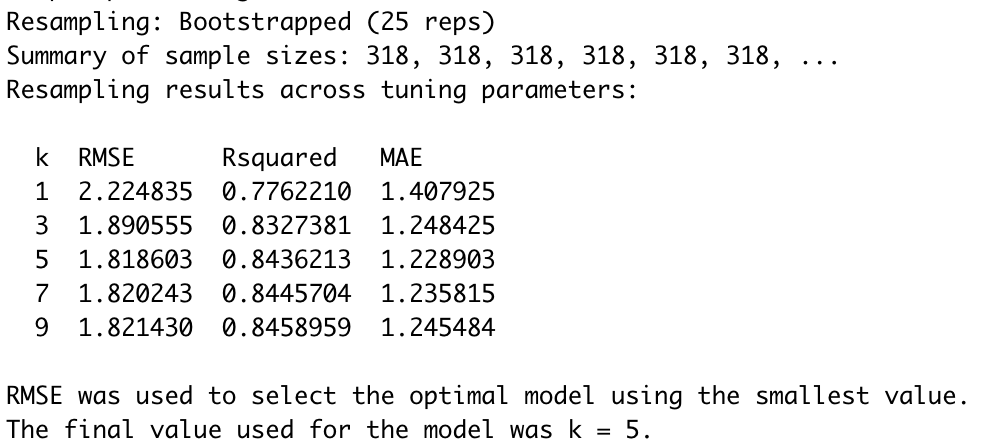 Resampling: Bootstrapped (25 reps)
Summary of sample sizes: 318, 318, 318, 318, 318, 318, ...
Resampling results across tuning parameters:
k  RMSE      Rsquared   MAE
1  2.224835  0.7762210  1.407925
3  1.890555  0.8327381  1.248425
5  1.818603  0.8436213  1.228903
7  1.820243  0.8445704  1.235815
9  1.821430  0.8458959  1.245484
RMSE was used to select the optimal model using the smallest value.
The final value used for the model was k = 5.